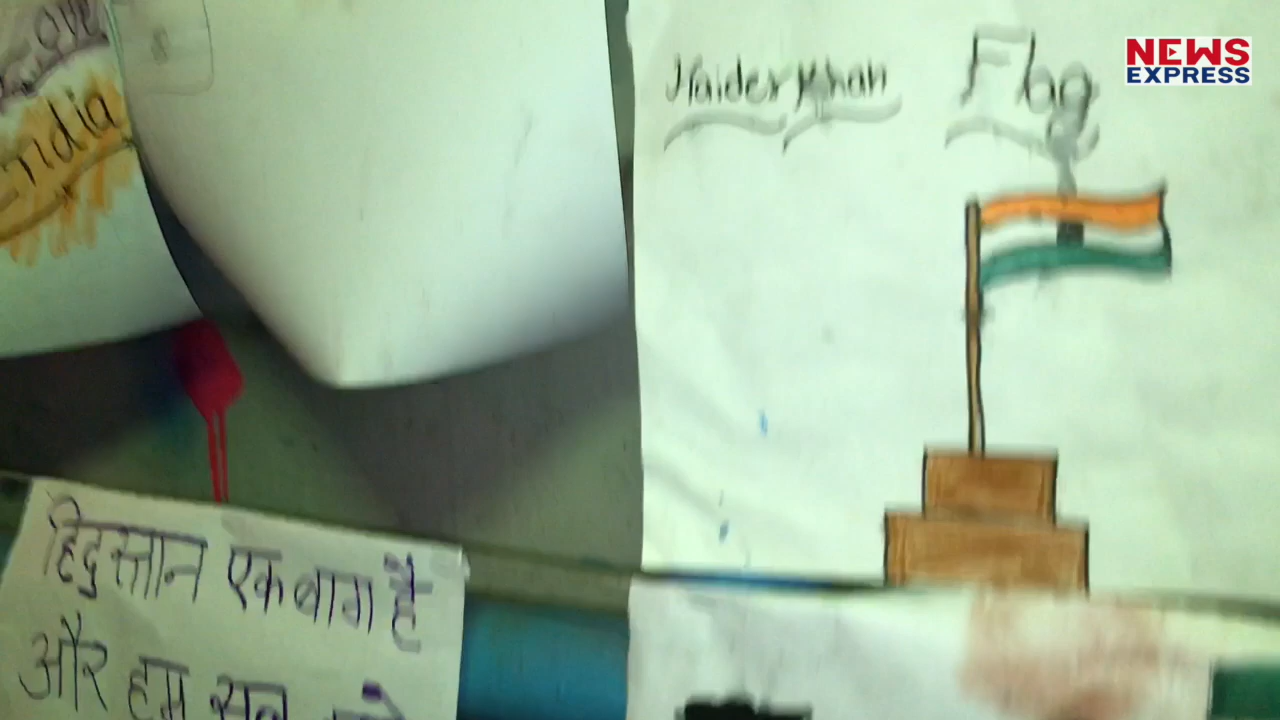 India
Haider Khan
Flag
NEWS
EXPRESS
हिंदुस्तान एक बाग है
और हम सब